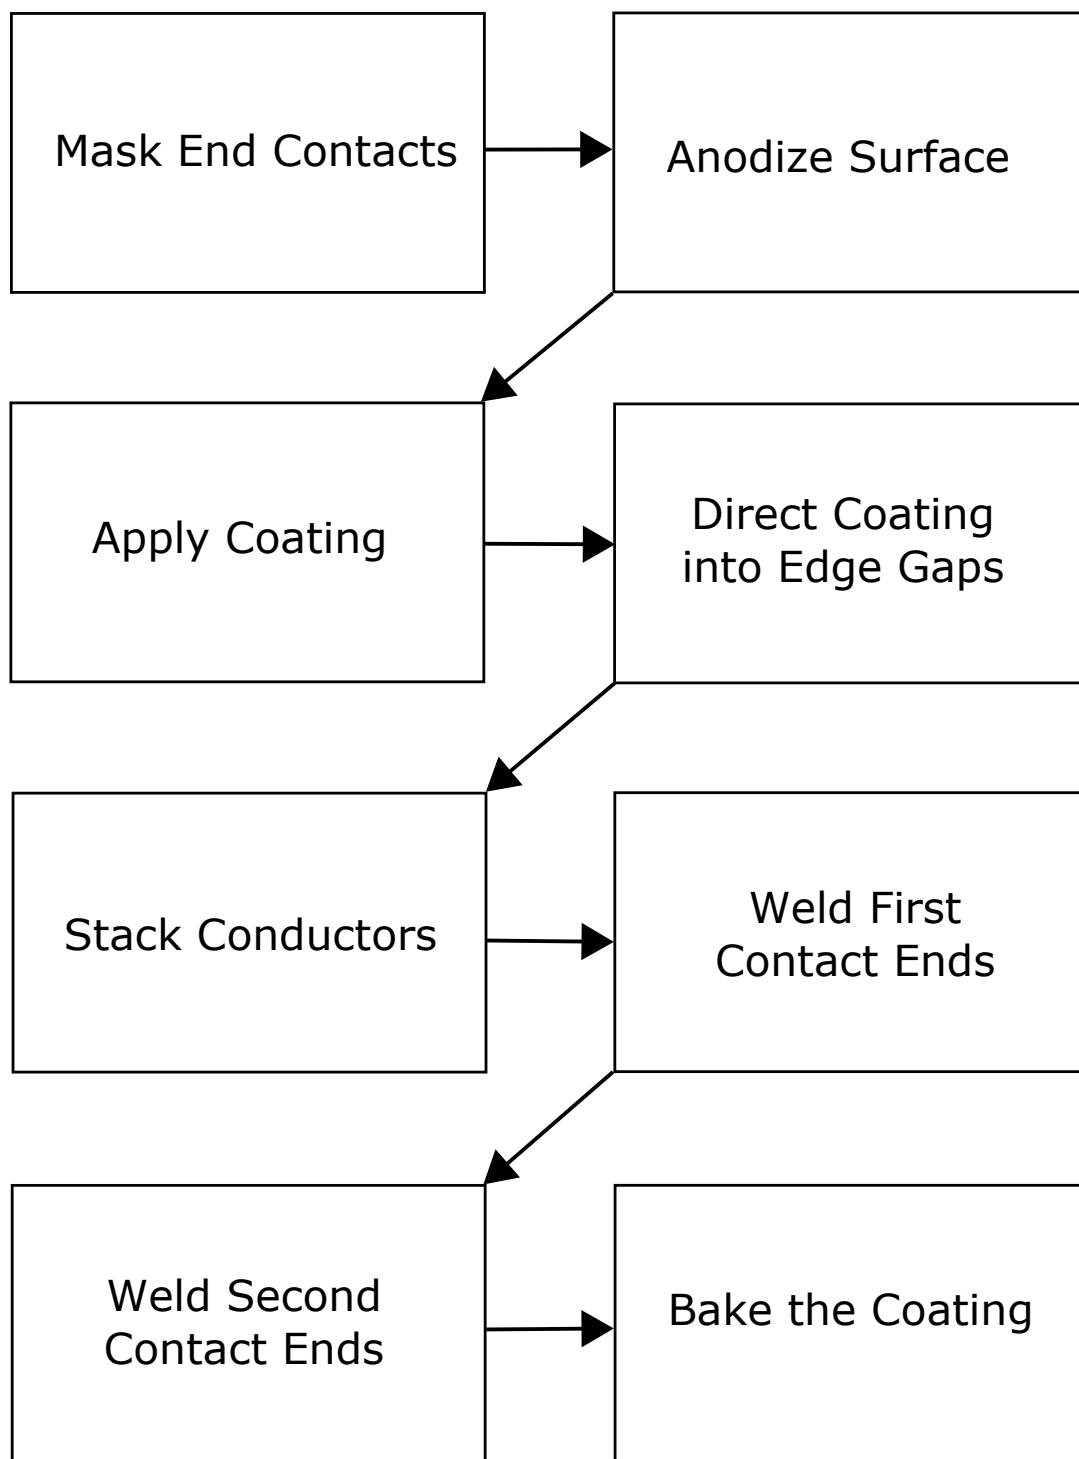 Mask End Contacts
Anodize Surface
Apply Coating
Direct Coating
into Edge Gaps
Stack Conductors
Weld First
Contact Ends
Weld Second
Contact Ends
Bake the Coating